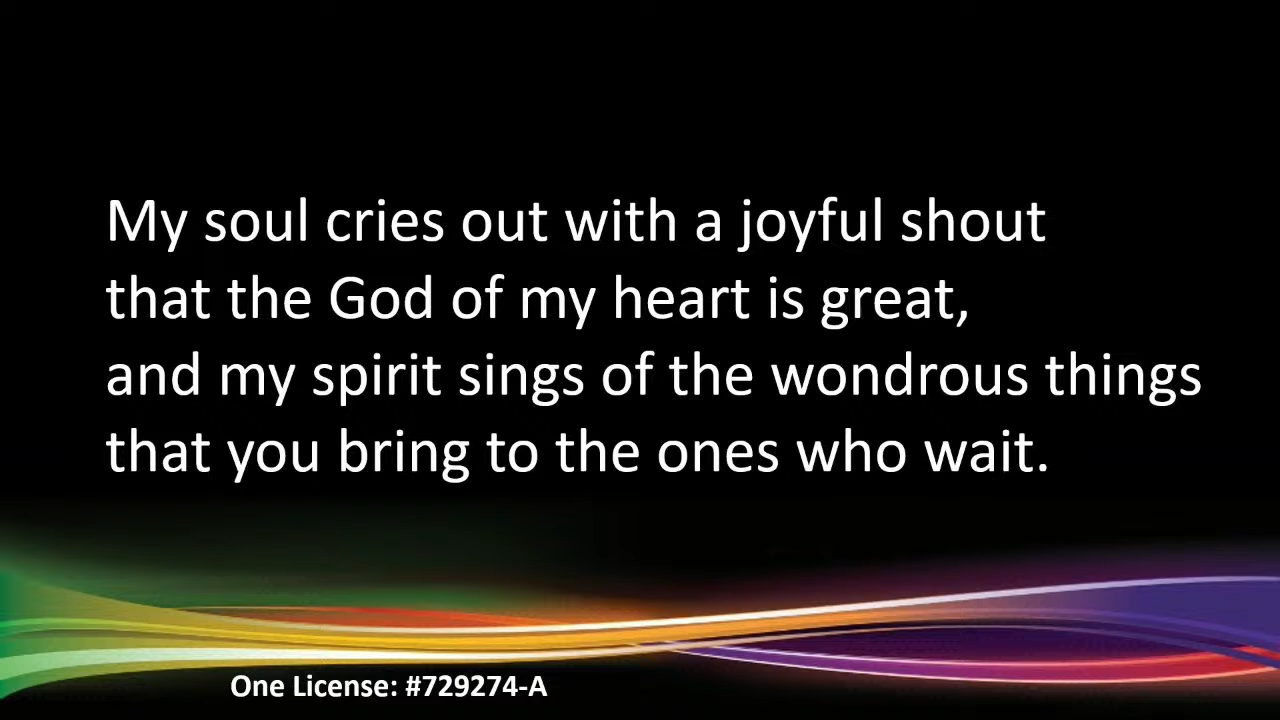 My soul cries out with a joyful shout
that the God of my heart is great,
and my spirit sings of the wondrous things
that you bring to the ones who wait.
One License: #729274-A